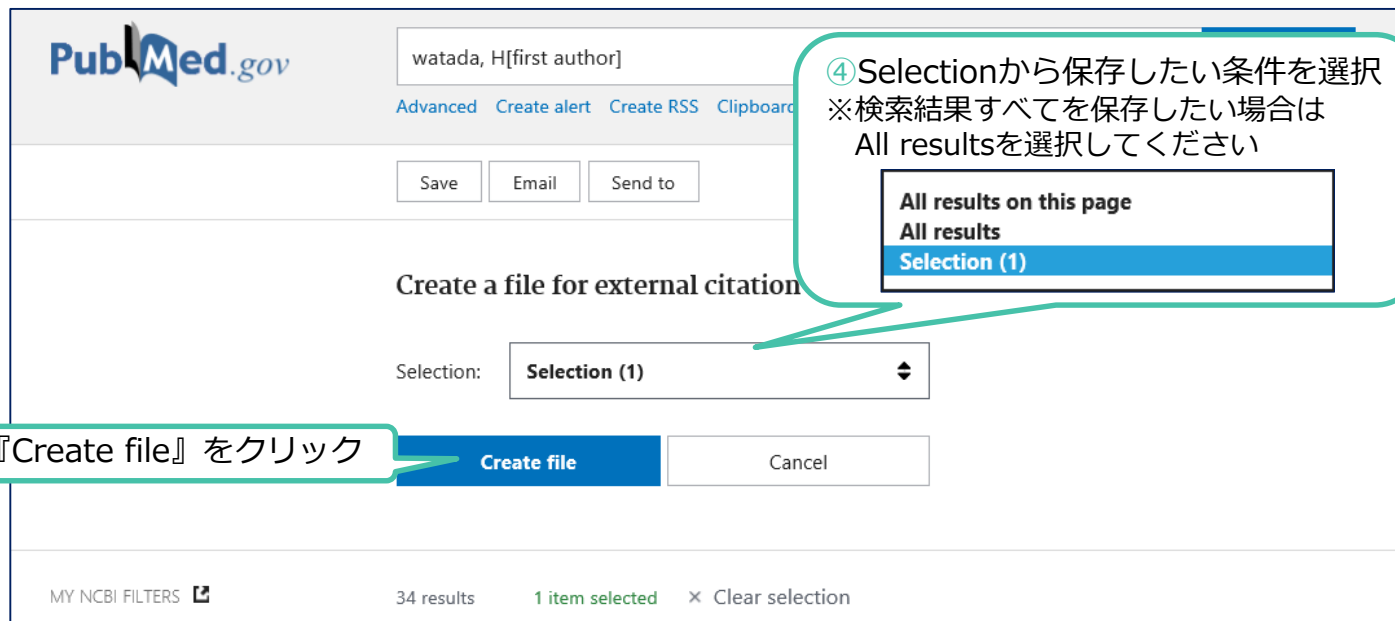 PubMed.gov
watada, H[first author]
Advanced Create alert Create RSS Clipboard
④Selectionから保存したい条件を選択
※検索結果すべてを保存したい場合は
All resultsを選択してください
All results on this page
All results
Selection (1)
Save Email Send to
Create a file for external citation
Selection: Selection (1)
『Create file』をクリック
Create file Cancel
MY NCBI FILTERS 34 results 1 item selected × Clear selection